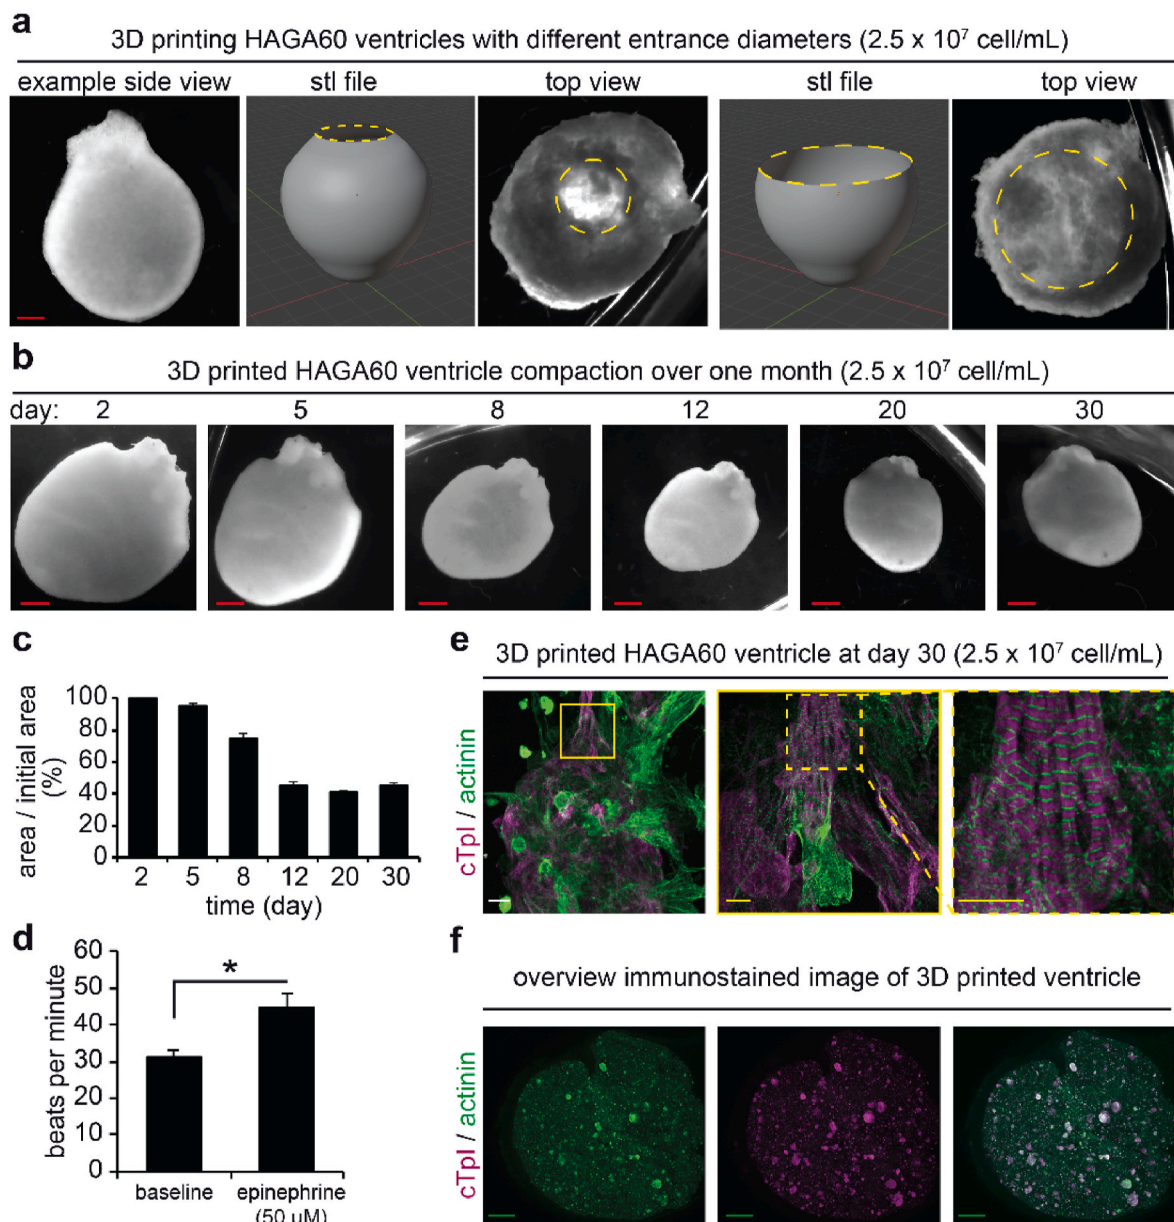 a
3D printing HAGA60 ventricles with different entrance diameters (2.5 x 10⁷ cell/mL)
example side view stl file top view stl file top view
b
3D printed HAGA60 ventricle compaction over one month (2.5 x 10⁷ cell/mL)
day: 2 5 8 12 20 30
c
area / initial area
(%)
100
80
60
40
20
0
2 5 8 12 20 30
time (day)
d
beats per minute
60
50
40
30
20
10
0
*
baseline epinephrine
(50 uM)
e
3D printed HAGA60 ventricle at day 30 (2.5 x 10⁷ cell/mL)
cTpI / actinin
f
overview immunostained image of 3D printed ventricle
cTpI / actinin